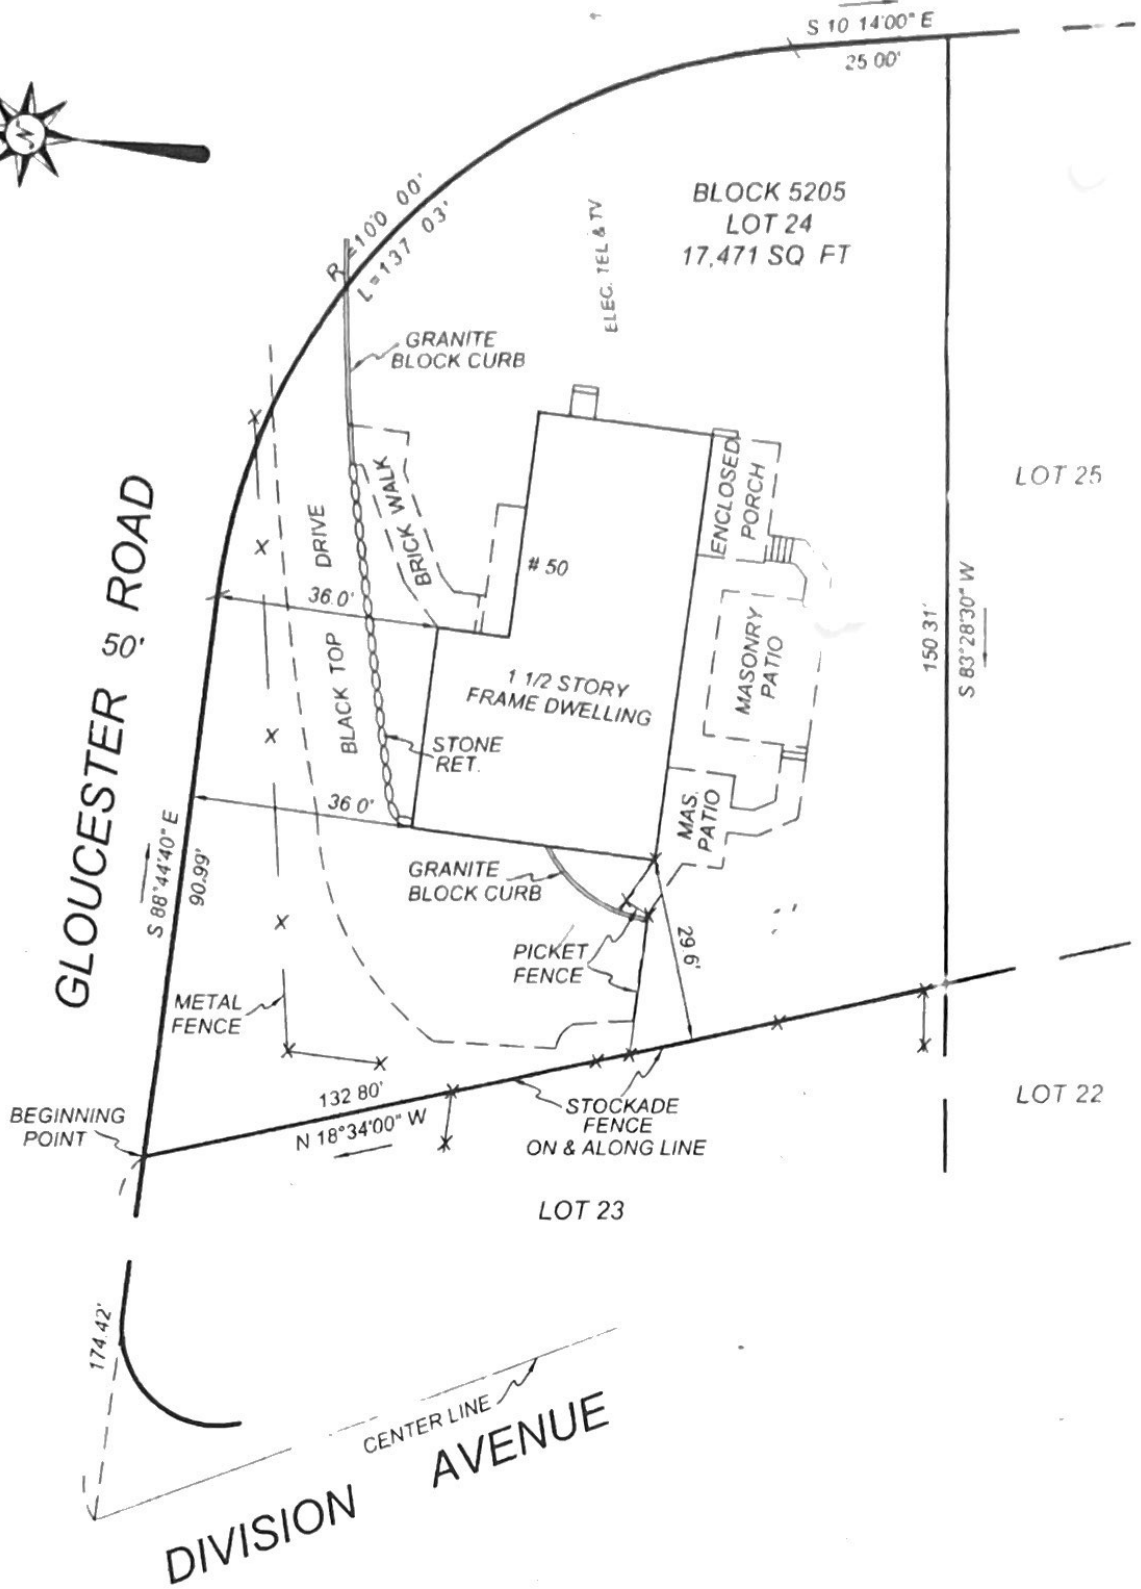 S 10 14'00" E
25 00'
N
R = 100 00'
L = 137 03'
BLOCK 5205
LOT 24
17,471 SQ FT
ELEC. TEL & TV
GRANITE
BLOCK CURB
LOT 25
GLOUCESTER ROAD
50'
DRIVE
BLACK TOP
BRICK WALK
ENCLOSED
PORCH
# 50
36.0'
MASONRY
PATIO
150 31'
S 83°28'30" W
1 1/2 STORY
FRAME DWELLING
STONE
RET.
36 0'
MAS.
PATIO
S 88°44'40" E
90.99'
GRANITE
BLOCK CURB
PICKET
FENCE
29.6'
METAL
FENCE
BEGINNING
POINT
132 80'
N 18°34'00" W
STOCKADE
FENCE
ON & ALONG LINE
LOT 22
LOT 23
174.42'
CENTER LINE
DIVISION AVENUE